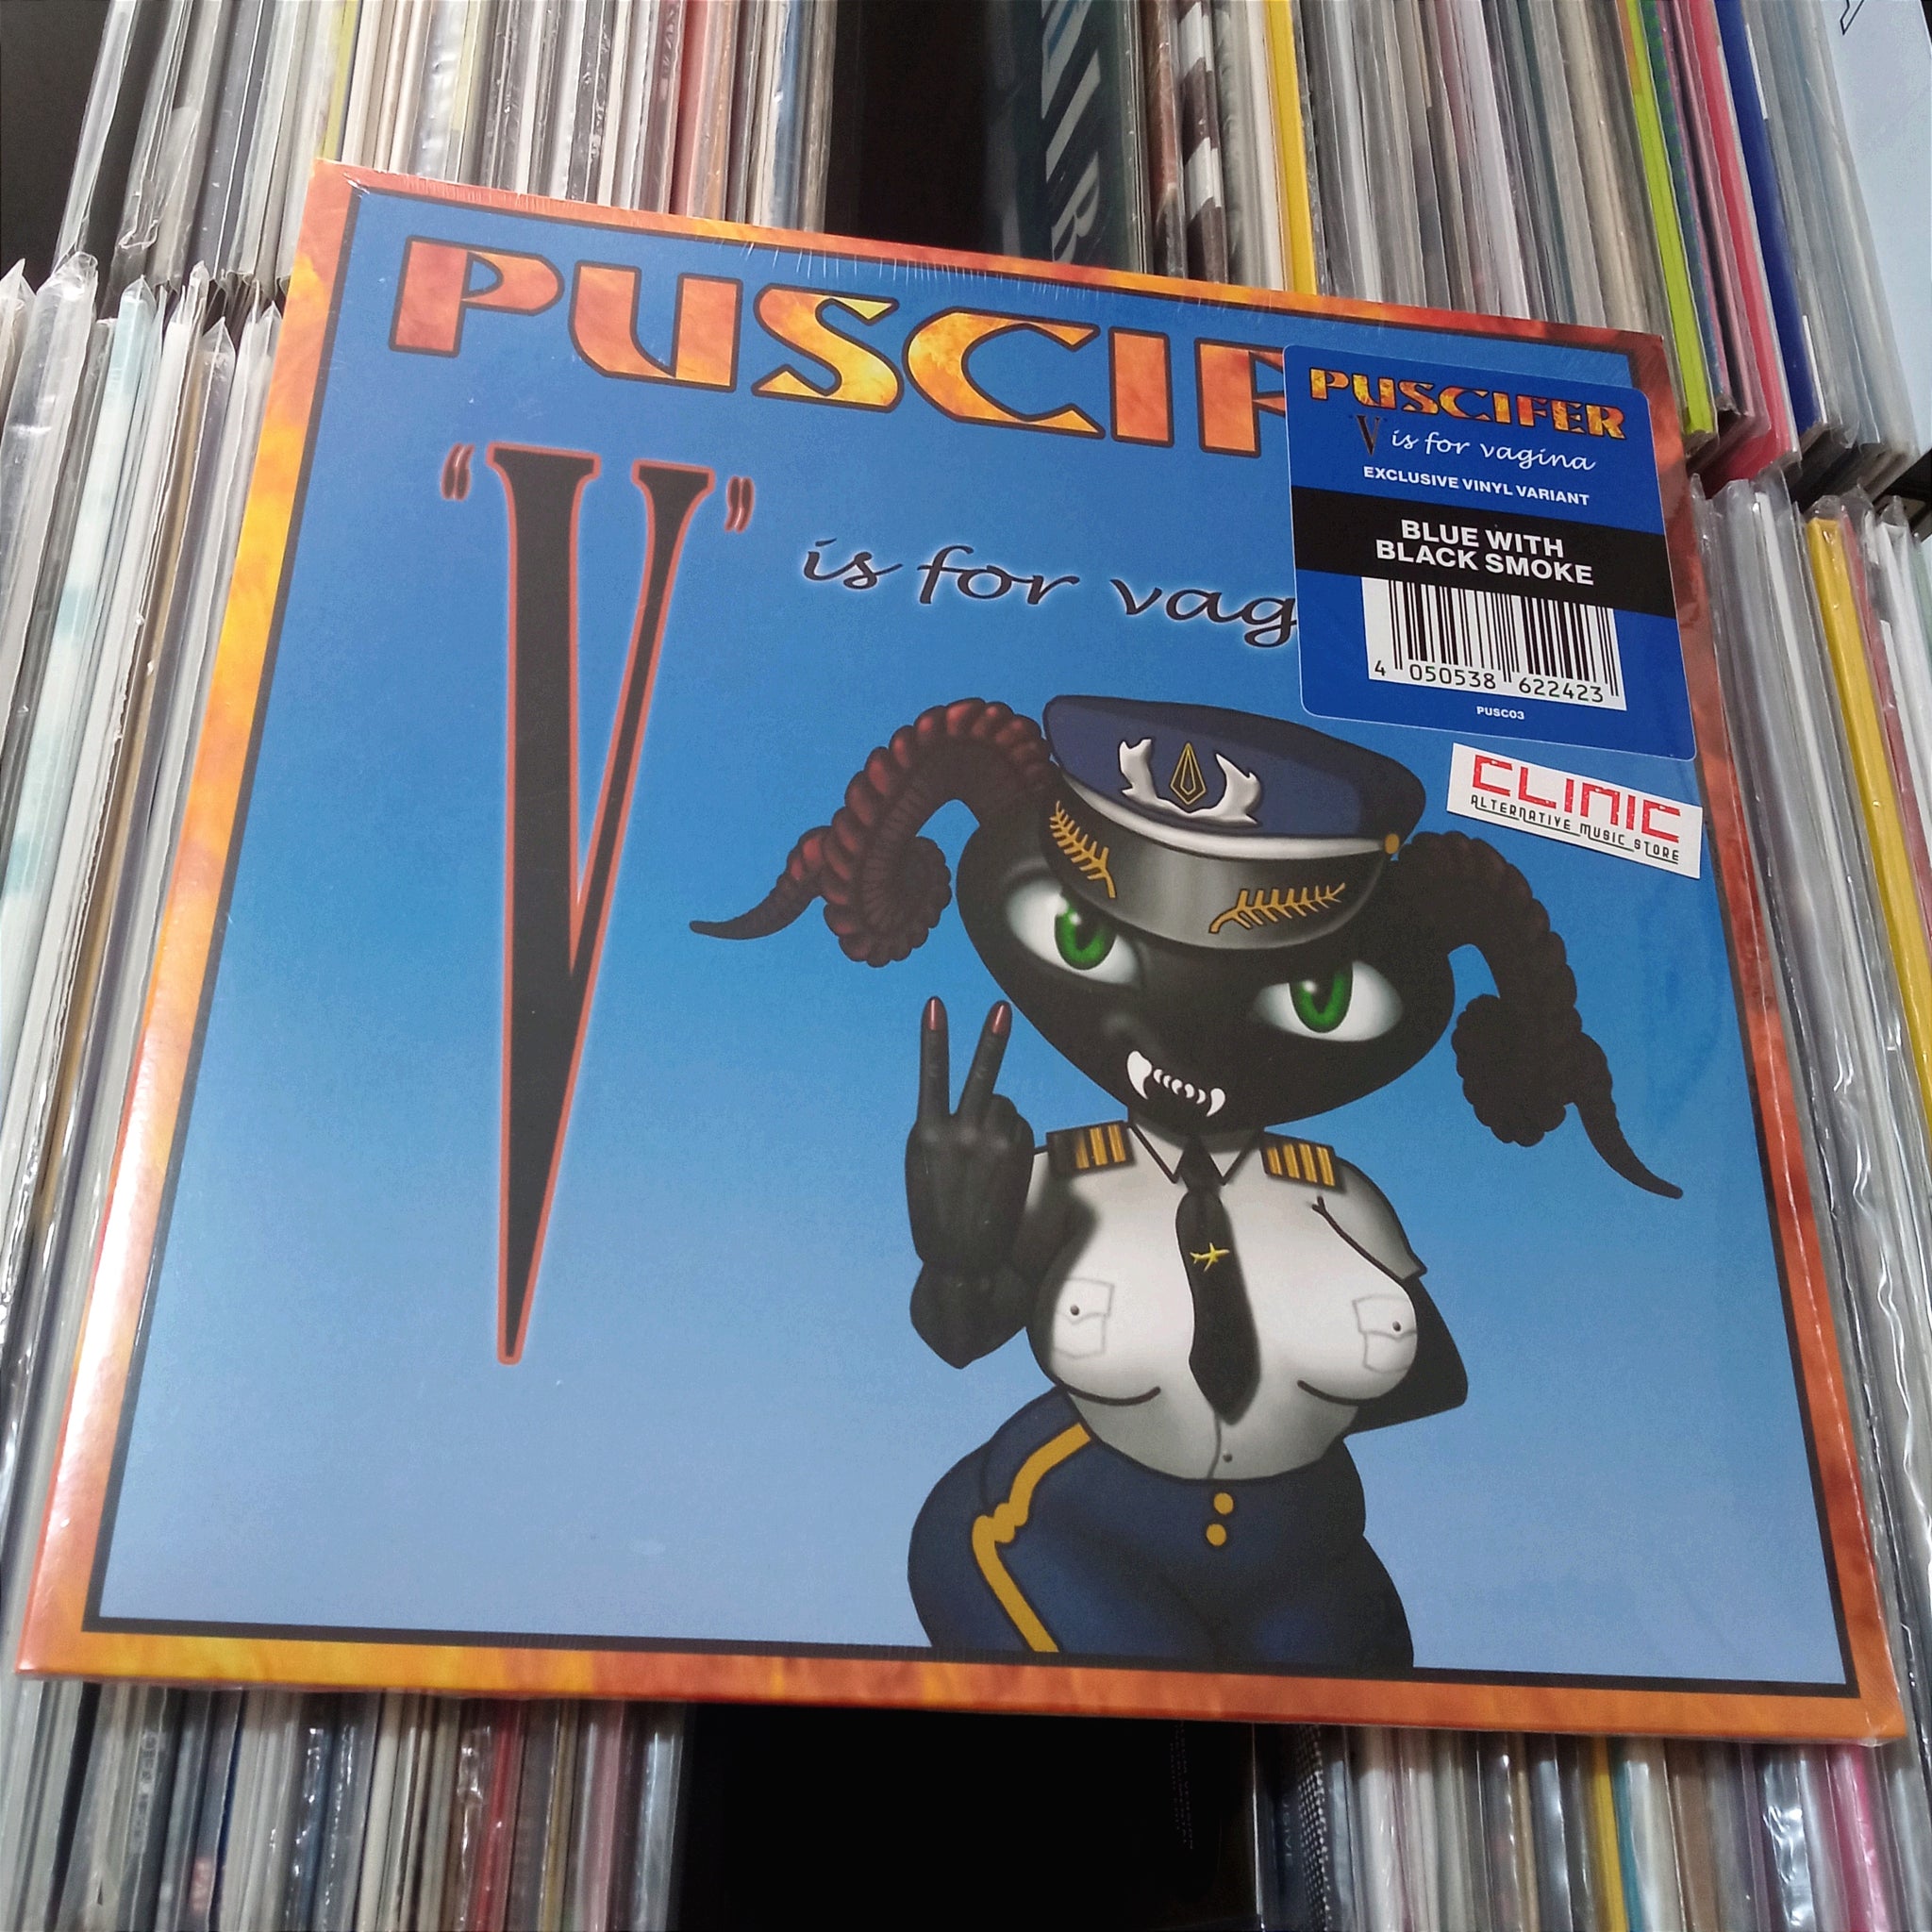 PUSCIF
"V" is for vag
PUSCIFER
V is for vagina
EXCLUSIVE VINYL VARIANT
BLUE WITH
BLACK SMOKE
4 050538 622423
PUSC03
CLINIC
ALTERNATIVE MUSIC STORE